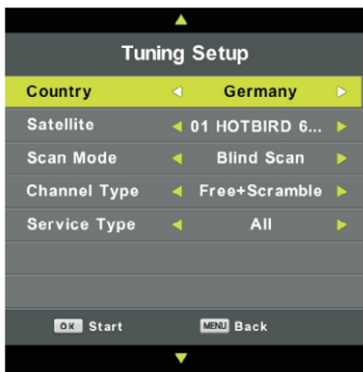 Tuning Setup
Country Germany
Satellite 01 HOTBIRD 6...
Scan Mode Blind Scan
Channel Type Free+Scramble
Service Type All
OK Start MENU Back